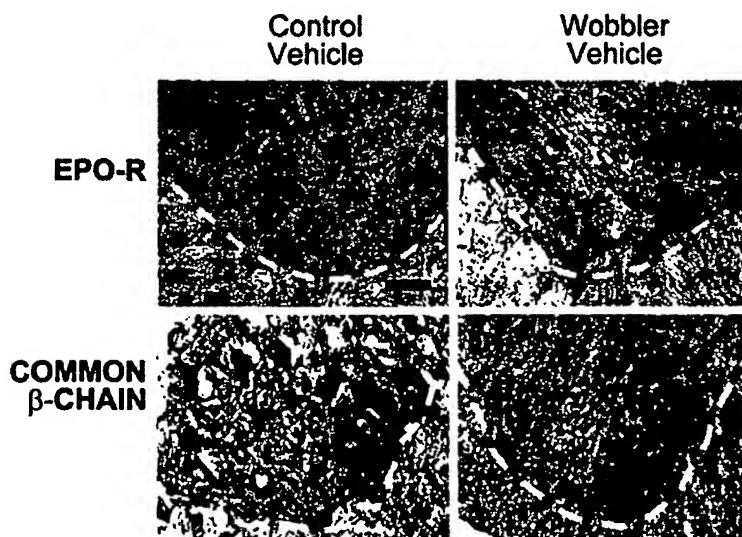 Control
Vehicle
Wobbler
Vehicle
EPO-R
COMMON
β-CHAIN